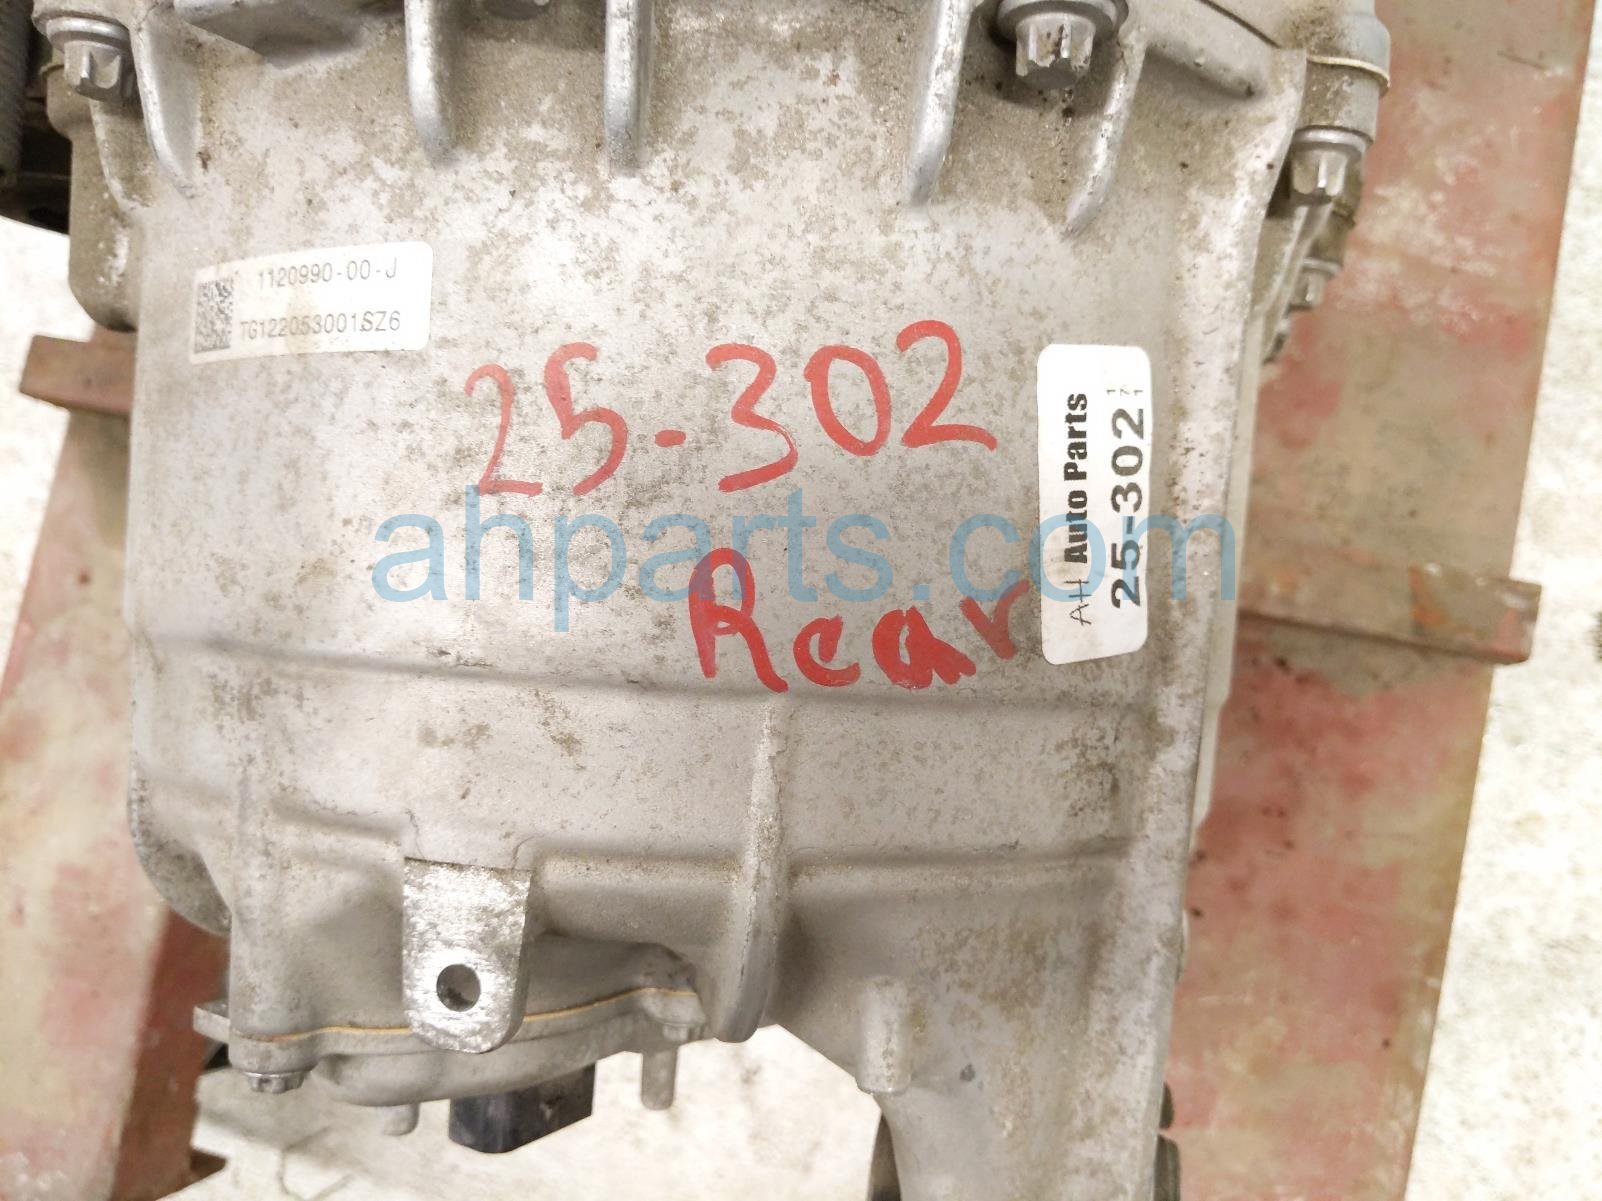 1120990-00-J
TG122053001SZ6
25-302
Rear
AH Auto Parts
25-302
ahparts.com